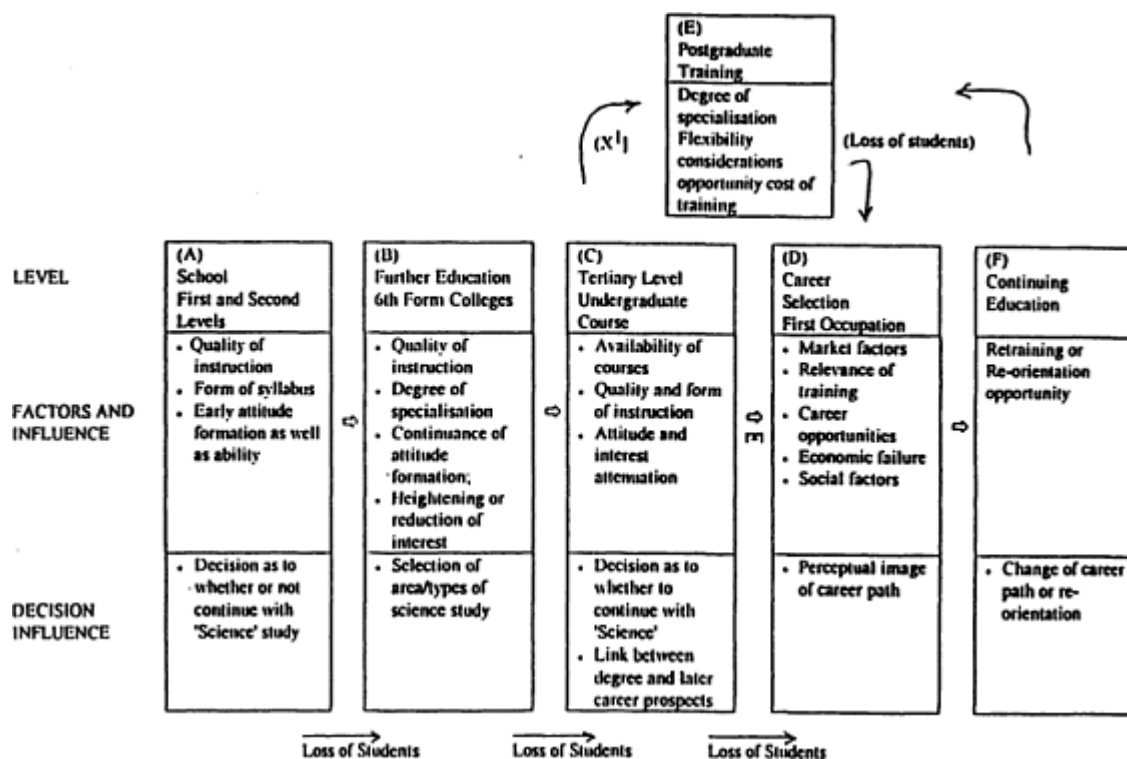 (E)
Postgraduate
Training
Degree of
specialisation
Flexibility
considerations
opportunity cost of
training
(X¹]
(Loss of students)
LEVEL
(A)
School
First and Second
Levels
(B)
Further Education
6th Form Colleges
(C)
Tertiary Level
Undergraduate
Course
(D)
Career
Selection
First Occupation
(F)
Continuing
Education
FACTORS AND
INFLUENCE
• Quality of
instruction
• Form of syllabus
• Early attitude
formation as well
as ability
• Quality of
instruction
• Degree of
specialisation
• Continuance of
attitude
formation;
• Heightening or
reduction of
interest
• Availability of
courses
• Quality and form
of instruction
• Attitude and
interest
attenuation
E
• Market factors
• Relevance of
training
• Career
opportunities
• Economic failure
• Social factors
Retraining or
Re-orientation
opportunity
DECISION
INFLUENCE
• Decision as to
whether or not
continue with
'Science' study
• Selection of
area/types of
science study
• Decision as to
whether to
continue with
'Science'
• Link between
degree and later
career prospects
• Perceptual image
of career path
• Change of career
path or re-
orientation
Loss of Students
Loss of Students
Loss of Students